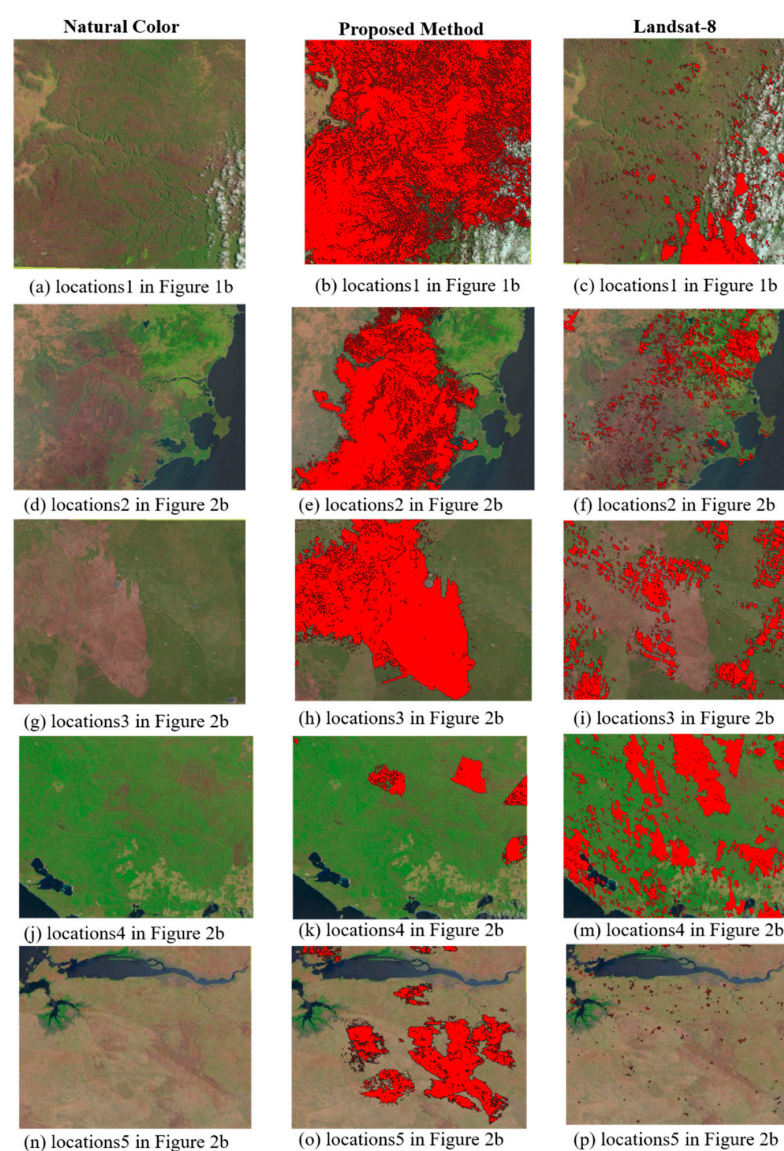 Natural Color Proposed Method Landsat-8
(a) locations1 in Figure 1b (b) locations1 in Figure 1b (c) locations1 in Figure 1b
(d) locations2 in Figure 2b (e) locations2 in Figure 2b (f) locations2 in Figure 2b
(g) locations3 in Figure 2b (h) locations3 in Figure 2b (i) locations3 in Figure 2b
(j) locations4 in Figure 2b (k) locations4 in Figure 2b (m) locations4 in Figure 2b
(n) locations5 in Figure 2b (o) locations5 in Figure 2b (p) locations5 in Figure 2b